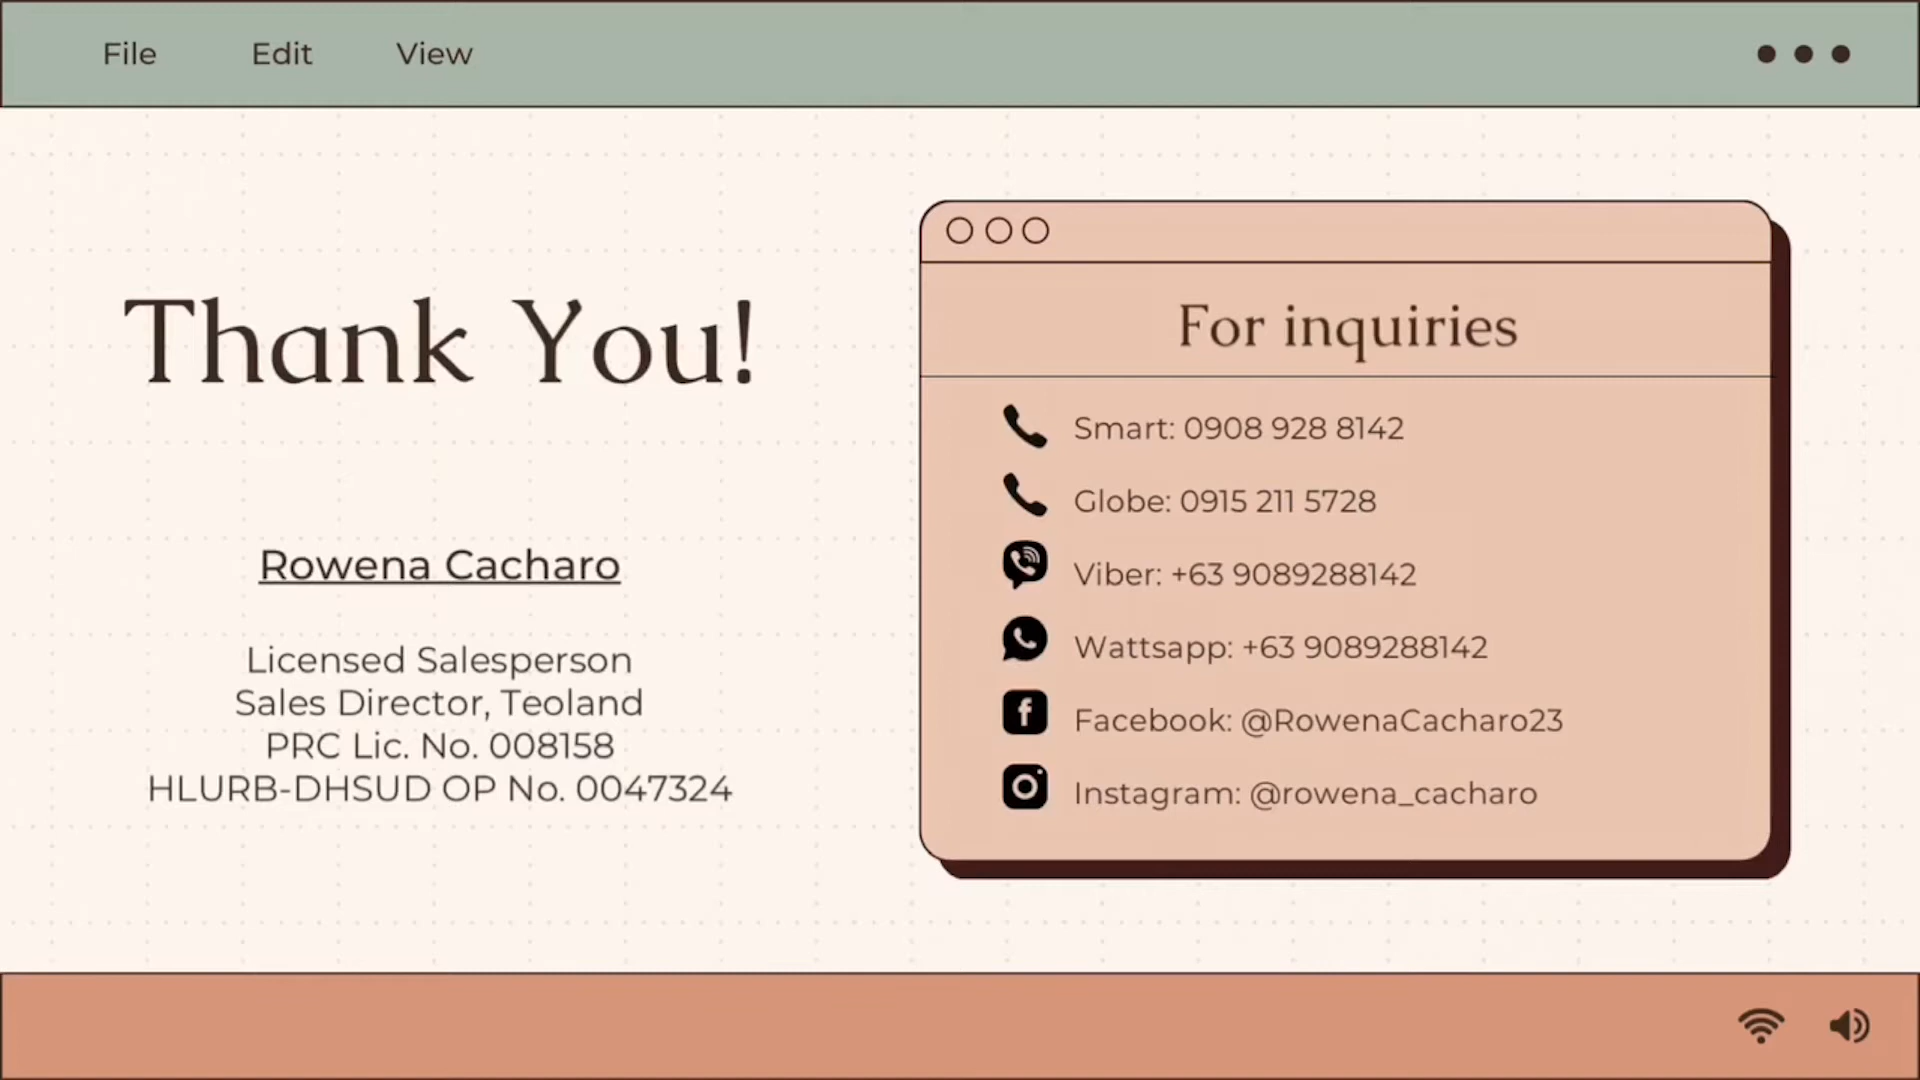 File Edit View
Thank You!
Rowena Cacharo
Licensed Salesperson
Sales Director, Teoland
PRC Lic. No. 008158
HLURB-DHSUD OP No. 0047324
For inquiries
Smart: 0908 928 8142
Globe: 0915 211 5728
Viber: +63 9089288142
Wattsapp: +63 9089288142
Facebook: @RowenaCacharo23
Instagram: @rowena_cacharo